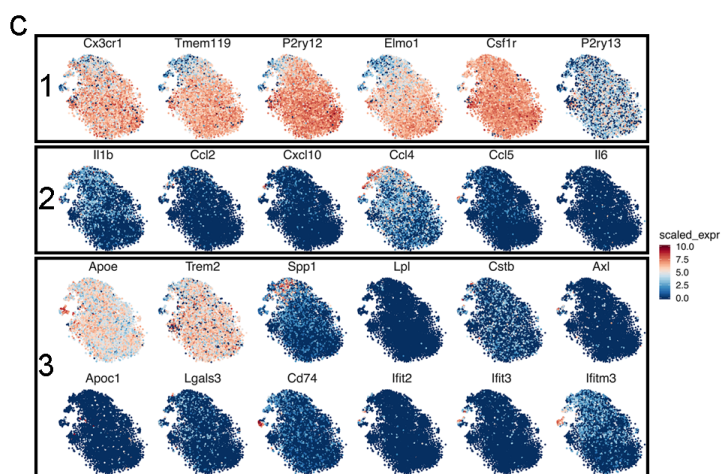 C
1
Cx3cr1 Tmem119 P2ry12 Elmo1 Csf1r P2ry13
2
Il1b Ccl2 Cxcl10 Ccl4 Ccl5 Il6
scaled_expr
10.0
7.5
5.0
2.5
0.0
3
Apoe Trem2 Spp1 Lpl Cstb Axl
Apoc1 Lgals3 Cd74 Ifit2 Ifit3 Ifitm3